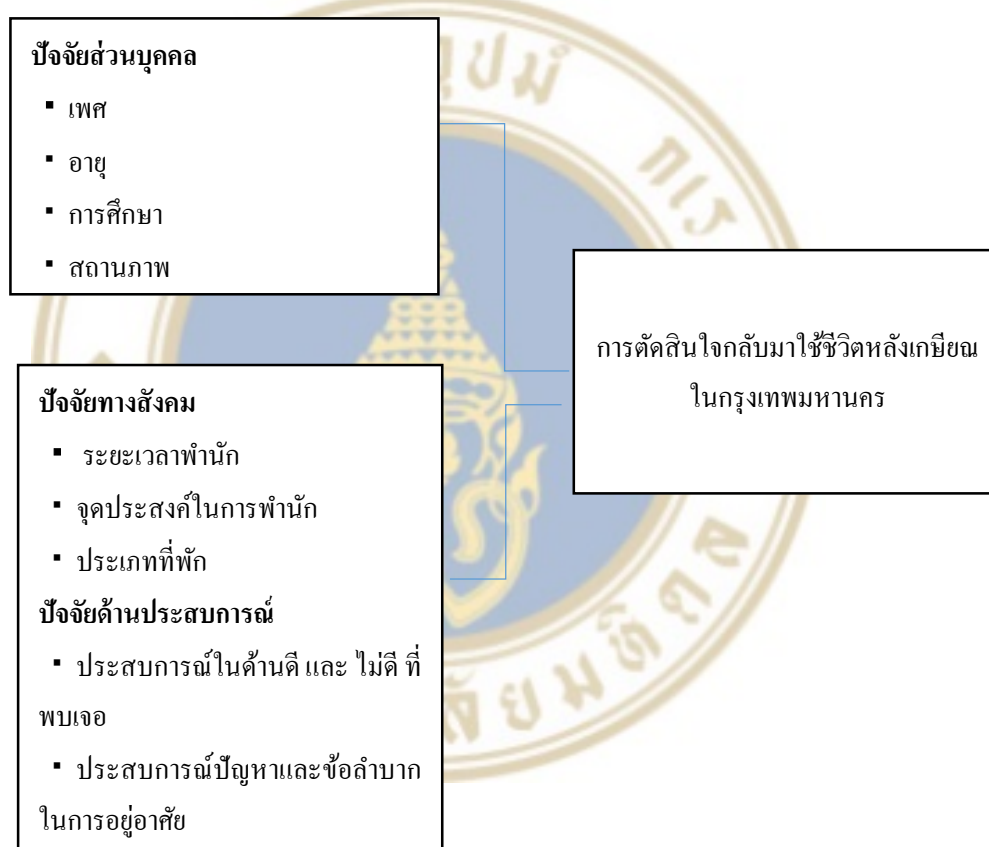 ปัจจัยส่วนบุคคล
▪ เพศ
▪ อายุ
▪ การศึกษา
▪ สถานภาพ
การตัดสินใจกลับมาใช้ชีวิตหลังเกษียณ
ในกรุงเทพมหานคร
ปัจจัยทางสังคม
▪ ระยะเวลาพำนัก
▪ จุดประสงค์ในการพำนัก
▪ ประเภทที่พัก
ปัจจัยด้านประสบการณ์
▪ ประสบการณ์ในด้านดี และ ไม่ดี ที่
พบเจอ
▪ ประสบการณ์ปัญหาและข้อลำบาก
ในการอยู่อาศัย